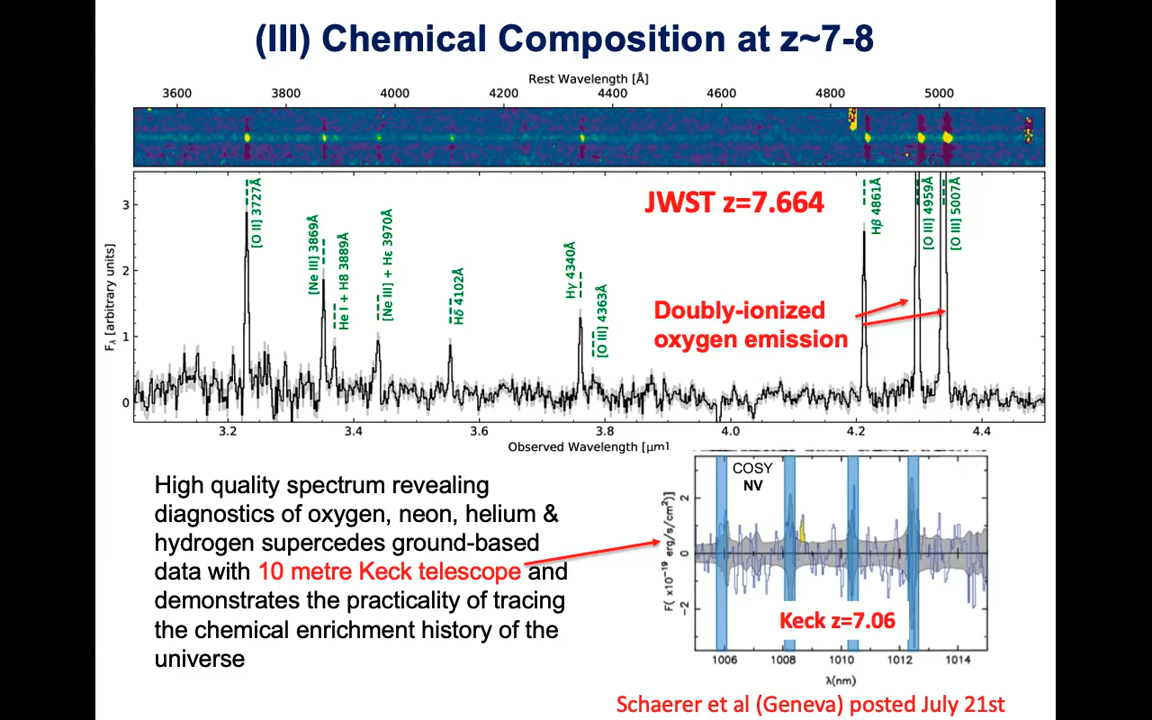 (III) Chemical Composition at z~7-8
Rest Wavelength [Å]
3600 3800 4000 4200 4400 4600 4800 5000
JWST z=7.664
[O II] 3727Å
[Ne III] 3869Å
He I + H8 3889Å
[Ne III] + Hε 3970Å
Hδ 4102Å
Hγ 4340Å
[O III] 4363Å
Hβ 4861Å
[O III] 4959Å
[O III] 5007Å
Doubly-ionized
oxygen emission
Fλ [arbitrary units]
3
2
1
0
3.2 3.4 3.6 3.8 4.0 4.2 4.4
Observed Wavelength [μm]
High quality spectrum revealing
diagnostics of oxygen, neon, helium &
hydrogen supercedes ground-based
data with 10 metre Keck telescope and
demonstrates the practicality of tracing
the chemical enrichment history of the
universe
COSY
NV
F( x10⁻¹⁹ erg/s/cm²)]
2
0
-2
Keck z=7.06
1006 1008 1010 1012 1014
λ(nm)
Schaerer et al (Geneva) posted July 21st